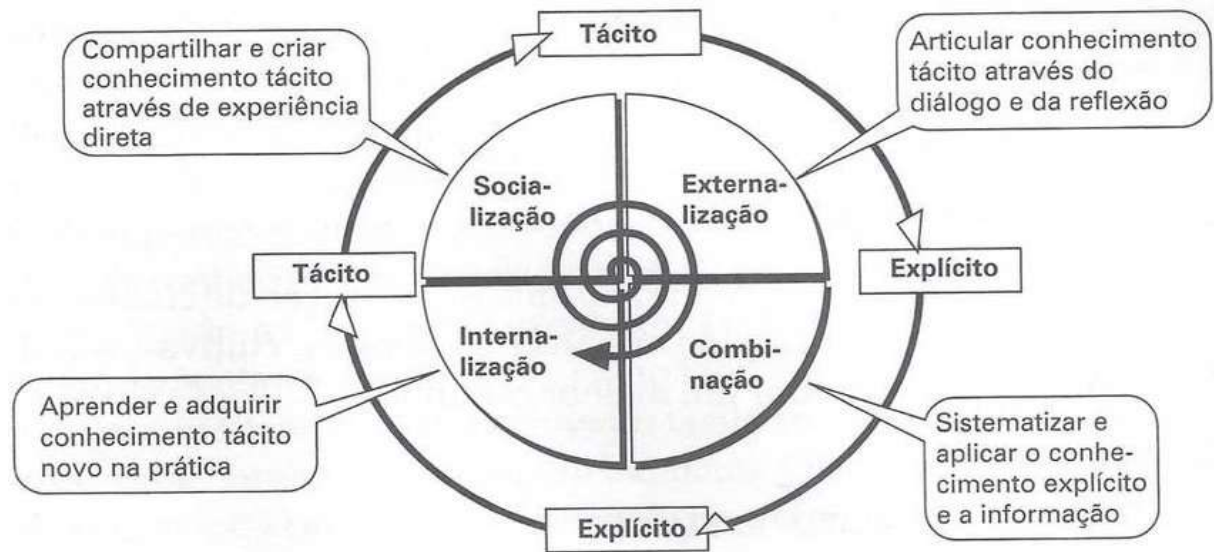 Tácito
Compartilhar e criar
conhecimento tácito
através de experiência
direta
Articular conhecimento
tácito através do
diálogo e da reflexão
Socia-
lização
Externa-
lização
Tácito
Explícito
Interna-
lização
Combi-
nação
Aprender e adquirir
conhecimento tácito
novo na prática
Sistematizar e
aplicar o conhe-
cimento explícito
e a informação
Explícito